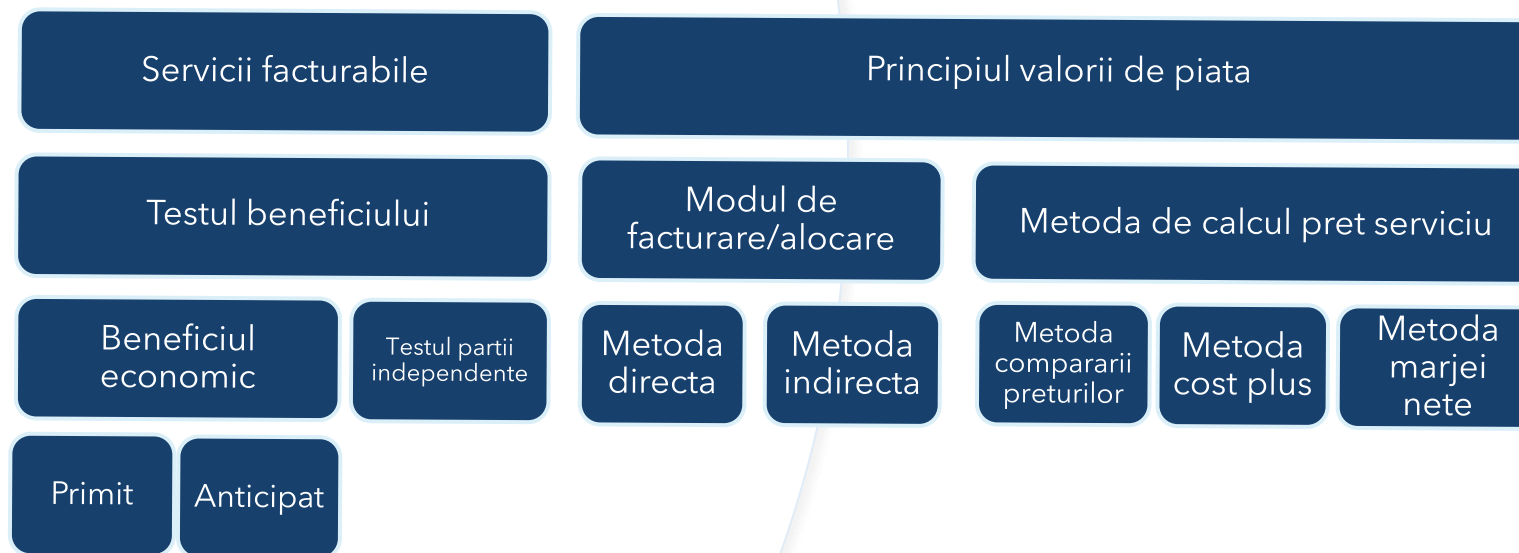 Servicii facturabile
Principiul valorii de piata
Testul beneficiului
Modul de
facturare/alocare
Metoda de calcul pret serviciu
Beneficiul
economic
Testul partii
independente
Metoda
directa
Metoda
indirecta
Metoda
compararii
preturilor
Metoda
cost plus
Metoda
marjei
nete
Primit
Anticipat